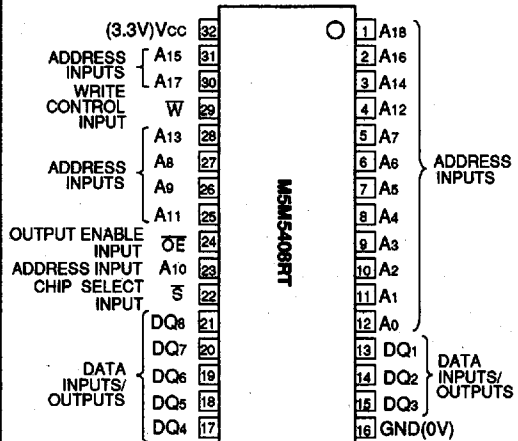 (3.3V)Vcc 32
1 A18
ADDRESS INPUTS
A15 31
2 A16
A17 30
3 A14
WRITE CONTROL INPUT
W 29
4 A12
A13 28
5 A7
ADDRESS INPUTS
A8 27
6 A6
ADDRESS INPUTS
A9 26
7 A5
A11 25
8 A4
M5M5408RT
OUTPUT ENABLE INPUT
OE 24
9 A3
ADDRESS INPUT A10 23
10 A2
CHIP SELECT INPUT
S 22
11 A1
DQ8 21
12 A0
DQ7 20
13 DQ1
DATA INPUTS/ OUTPUTS
DQ6 19
14 DQ2
DATA INPUTS/ OUTPUTS
DQ5 18
15 DQ3
DQ4 17
16 GND(0V)